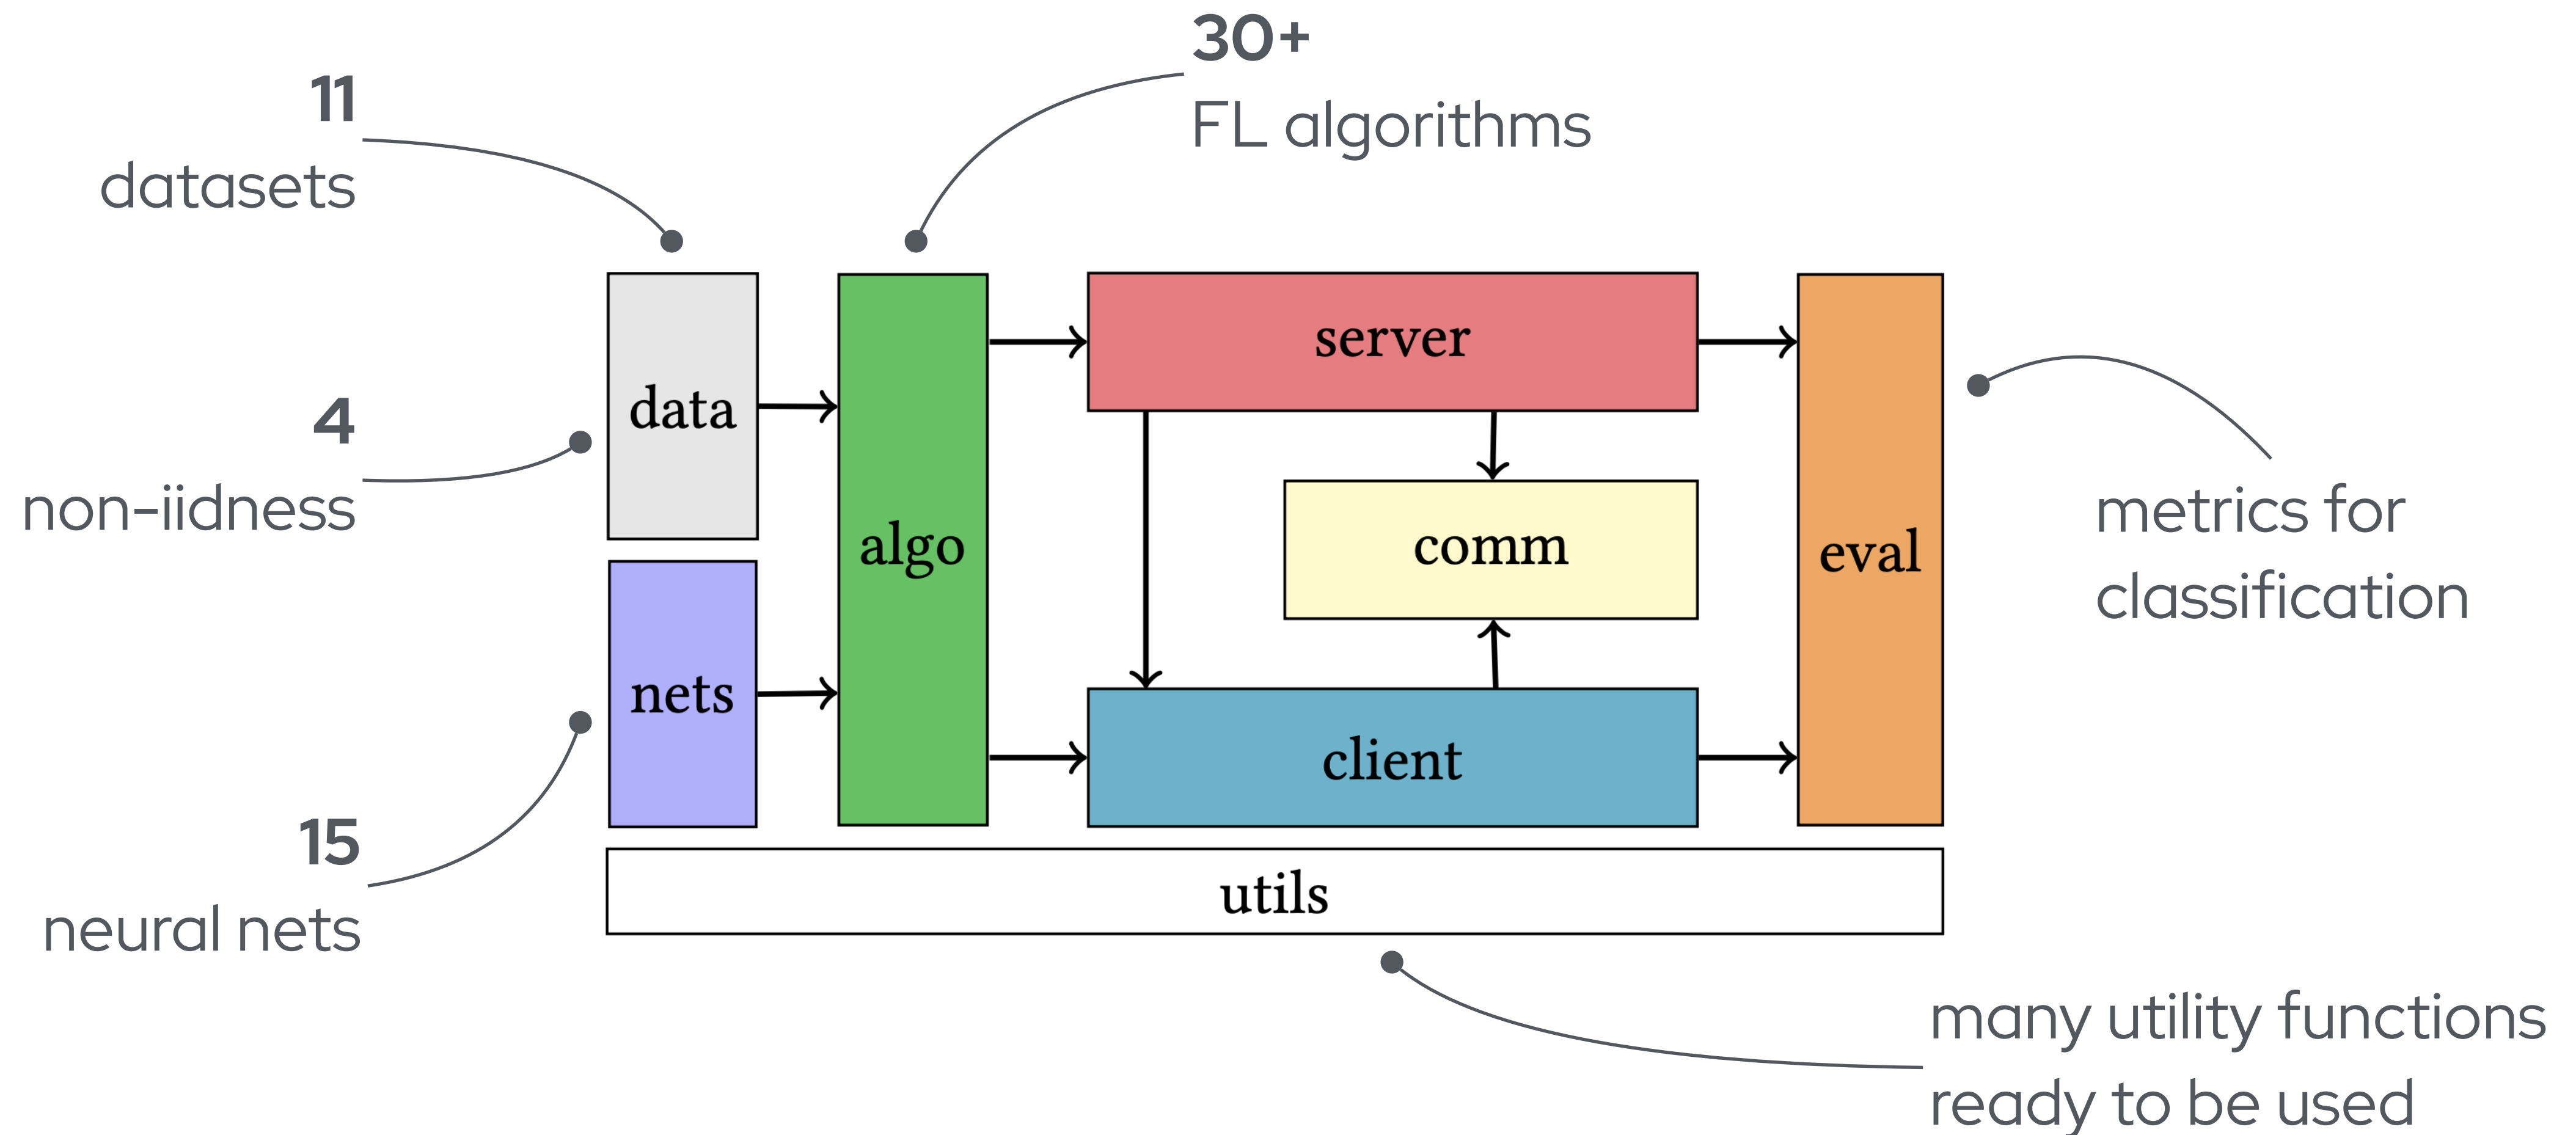 30+
FL algorithms
11
datasets
4
non-iidness
15
neural nets
data
nets
algo
server
comm
client
eval
utils
metrics for
classification
many utility functions
ready to be used